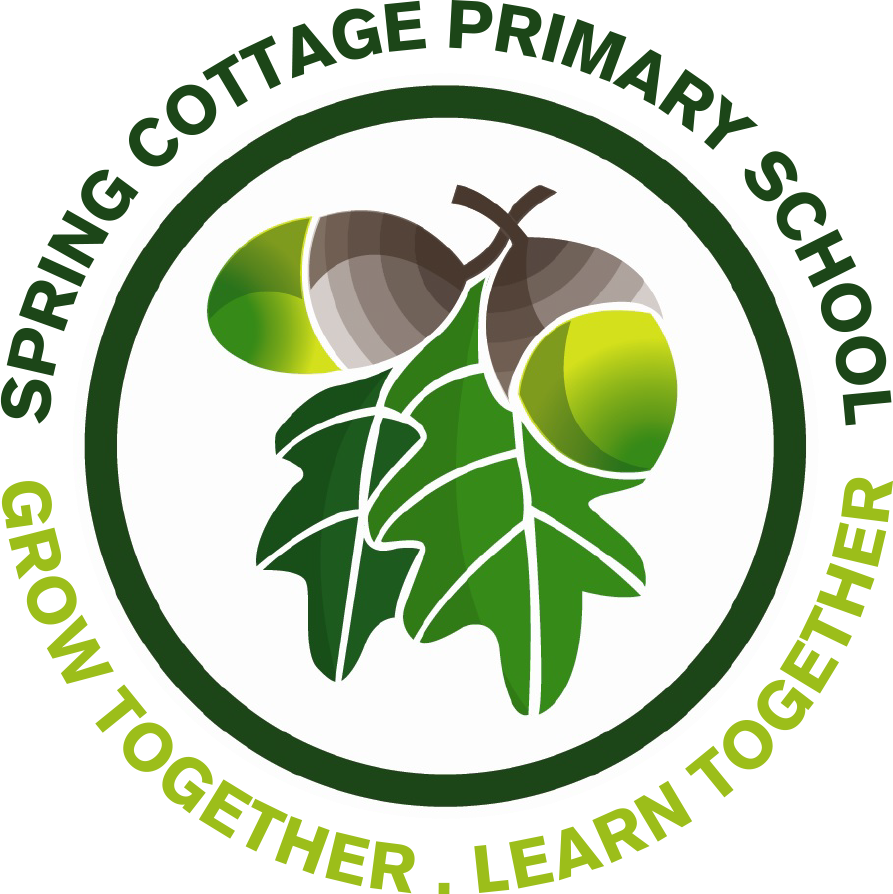 SPRING COTTAGE PRIMARY SCHOOL
GROW TOGETHER . LEARN TOGETHER